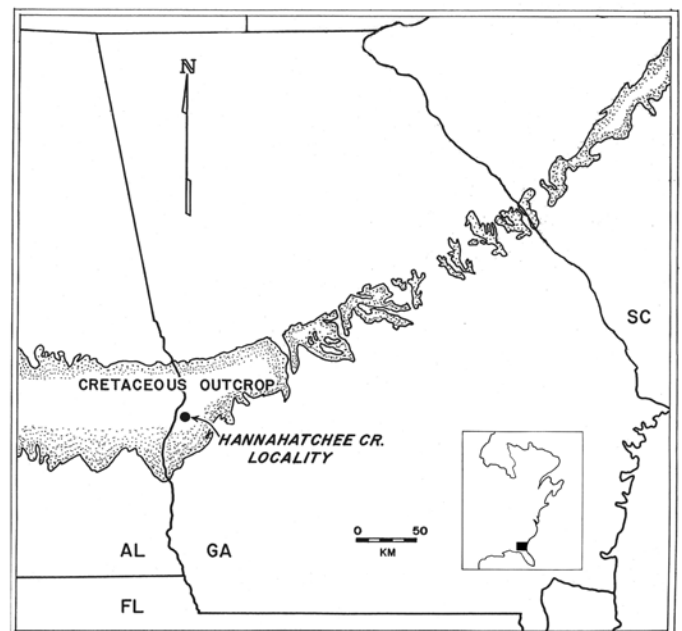 N
SC
CRETACEOUS OUTCROP
HANNAHATCHEE CR.
LOCALITY
0 50
KM
AL GA
FL